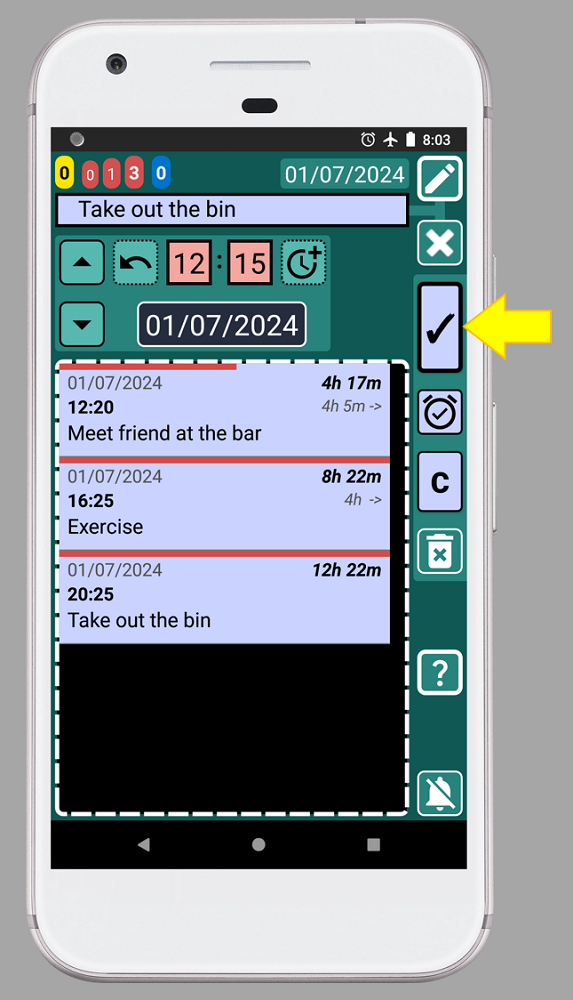 8:03
0 0 1 3 0 01/07/2024
Take out the bin
12 : 15
01/07/2024
01/07/2024 4h 17m
12:20 4h 5m ->
Meet friend at the bar
01/07/2024 8h 22m
16:25 4h ->
Exercise
01/07/2024 12h 22m
20:25
Take out the bin
C
?